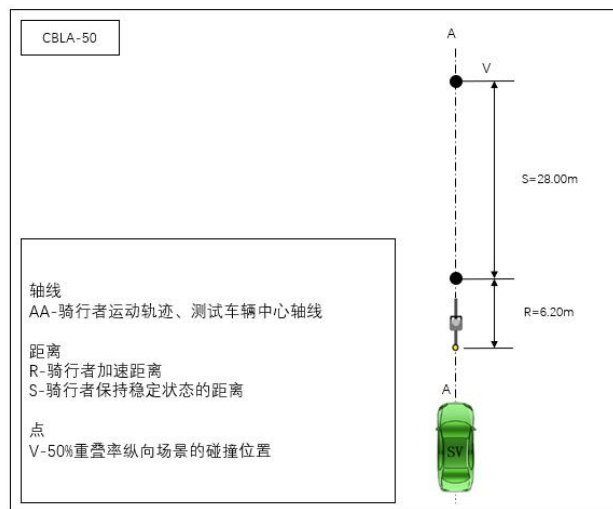 CBLA-50
A
V
S=28.00m
R=6.20m
A
SV
轴线
AA-骑行者运动轨迹、测试车辆中心轴线
距离
R-骑行者加速距离
S-骑行者保持稳定状态的距离
点
V-50%重叠率纵向场景的碰撞位置